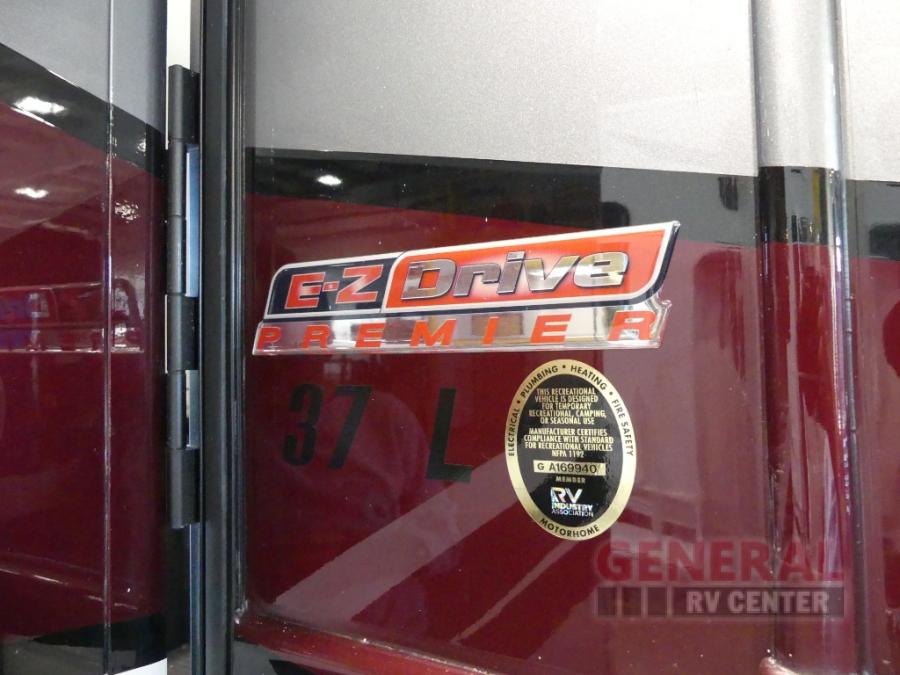 E-Z Drive
PREMIER
37 L
ELECTRICAL • PLUMBING • HEATING • FIRE SAFETY
THIS RECREATIONAL
VEHICLE IS DESIGNED
FOR TEMPORARY
RECREATIONAL, CAMPING,
OR SEASONAL USE
MANUFACTURER CERTIFIES
COMPLIANCE WITH STANDARD
FOR RECREATIONAL VEHICLES
NFPA 1192
G A169940
MEMBER
RV
INDUSTRY
ASSOCIATION
MOTORHOME
GENERAL
RV CENTER